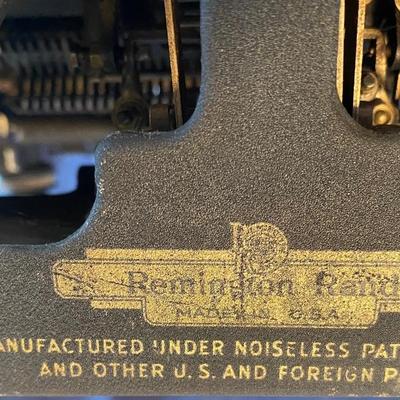 Remington Rand
MADE IN U.S.A.
ANUFACTURED UNDER NOISELESS PAT
AND OTHER U.S. AND FOREIGN P